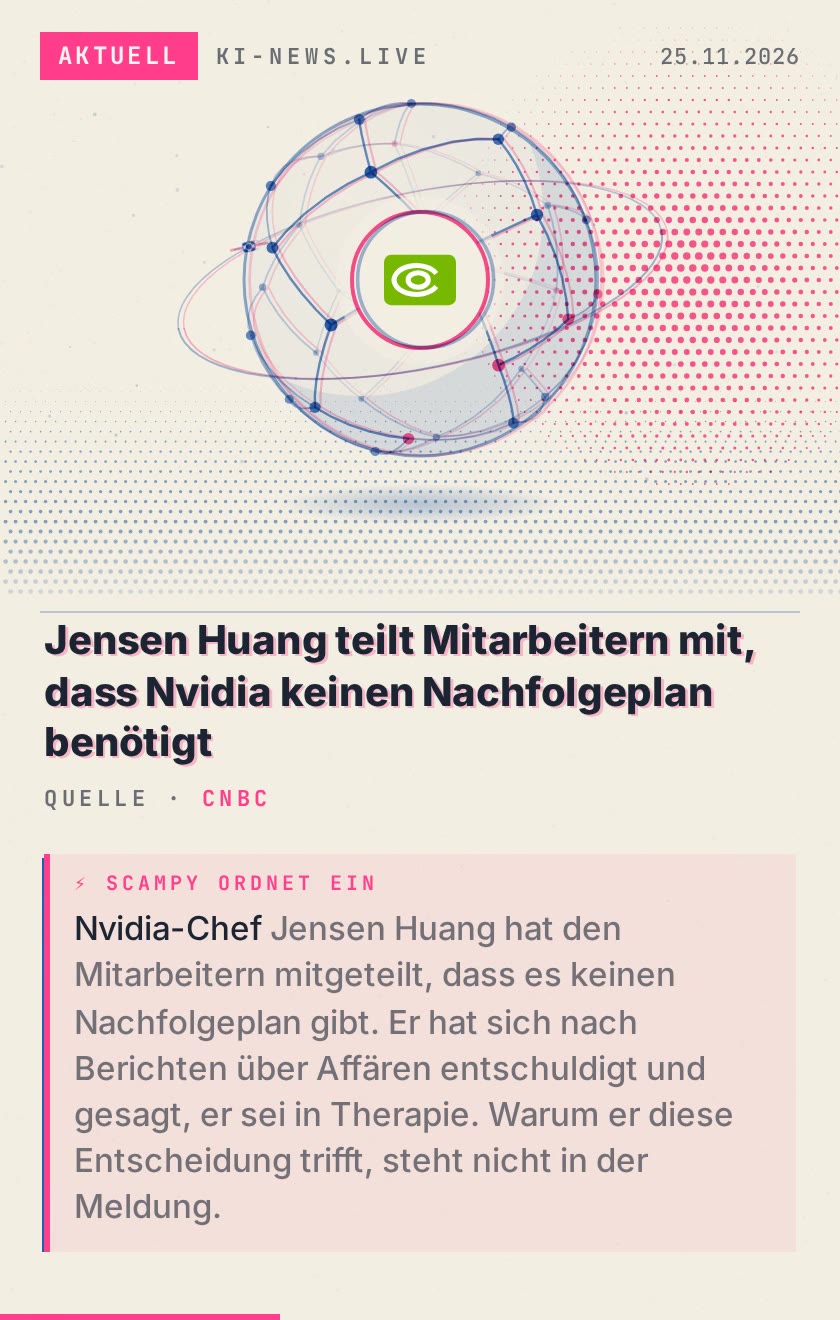 AKTUELL KI-NEWS.LIVE 25.11.2026
Jensen Huang teilt Mitarbeitern mit,
dass Nvidia keinen Nachfolgeplan
benötigt
QUELLE · CNBC
⚡ SCAMPY ORDNET EIN
Nvidia-Chef Jensen Huang hat den
Mitarbeitern mitgeteilt, dass es keinen
Nachfolgeplan gibt. Er hat sich nach
Berichten über Affären entschuldigt und
gesagt, er sei in Therapie. Warum er diese
Entscheidung trifft, steht nicht in der
Meldung.